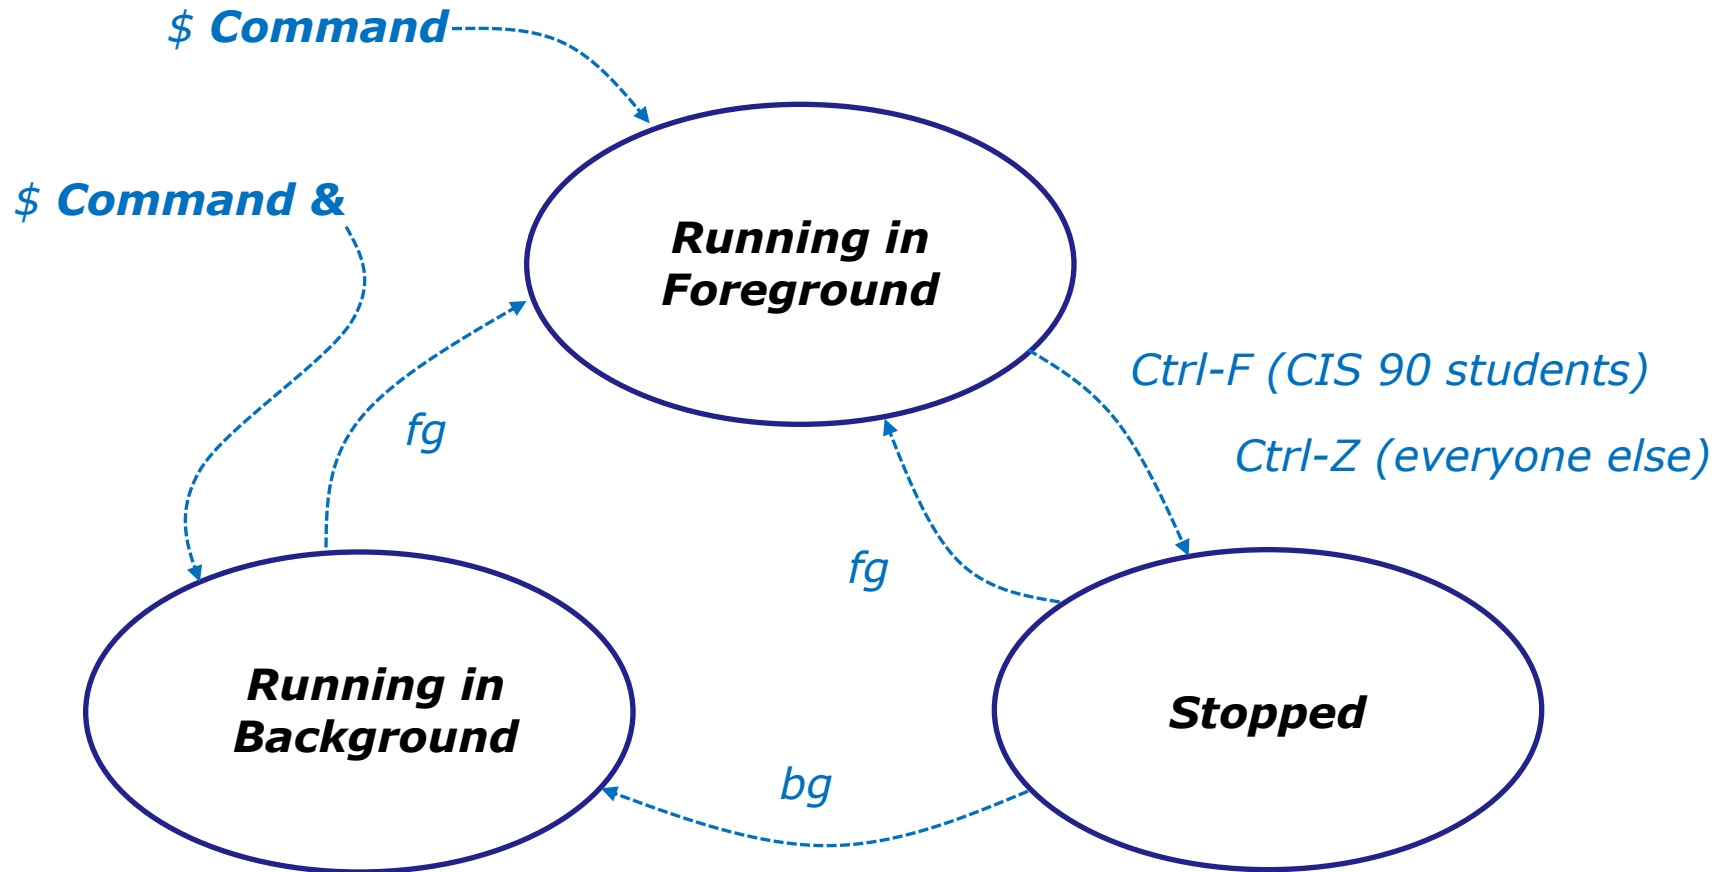 $ Command
$ Command &
Running in
Foreground
Ctrl-F (CIS 90 students)
Ctrl-Z (everyone else)
fg
fg
Running in
Background
Stopped
bg